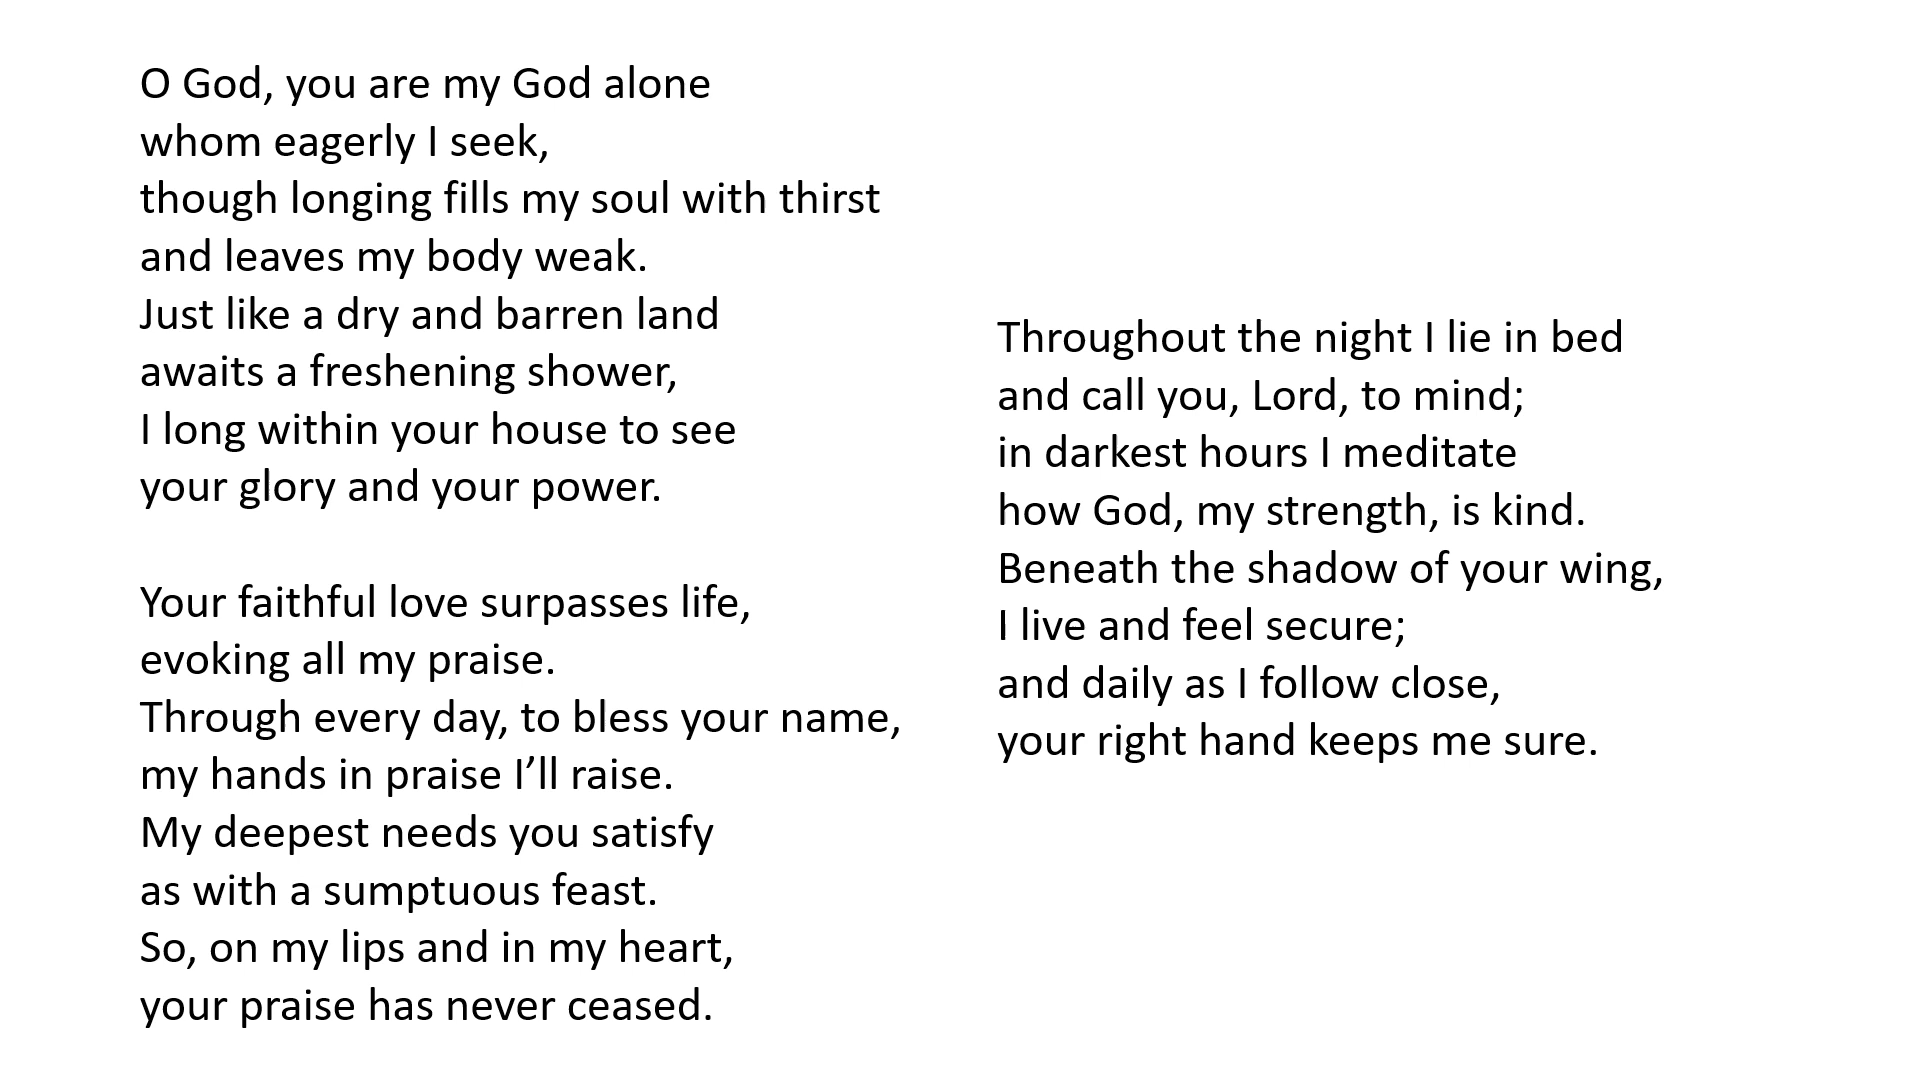 O God, you are my God alone
whom eagerly I seek,
though longing fills my soul with thirst
and leaves my body weak.
Just like a dry and barren land
awaits a freshening shower,
I long within your house to see
your glory and your power.

Your faithful love surpasses life,
evoking all my praise.
Through every day, to bless your name,
my hands in praise I’ll raise.
My deepest needs you satisfy
as with a sumptuous feast.
So, on my lips and in my heart,
your praise has never ceased.

Throughout the night I lie in bed
and call you, Lord, to mind;
in darkest hours I meditate
how God, my strength, is kind.
Beneath the shadow of your wing,
I live and feel secure;
and daily as I follow close,
your right hand keeps me sure.